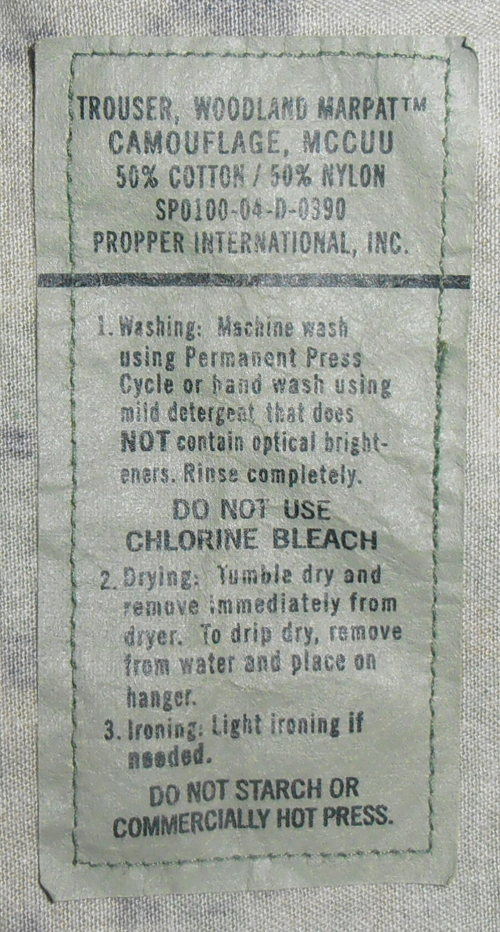 TROUSER, WOODLAND MARPAT™
CAMOUFLAGE, MCCUU
50% COTTON / 50% NYLON
SP0100-04-D-0390
PROPPER INTERNATIONAL, INC.
1. Washing: Machine wash
using Permanent Press
Cycle or hand wash using
mild detergent that does
NOT contain optical bright-
eners. Rinse completely.
DO NOT USE
CHLORINE BLEACH
2. Drying: Tumble dry and
remove immediately from
dryer. To drip dry, remove
from water and place on
hanger.
3. Ironing: Light ironing if
needed.
DO NOT STARCH OR
COMMERCIALLY HOT PRESS.